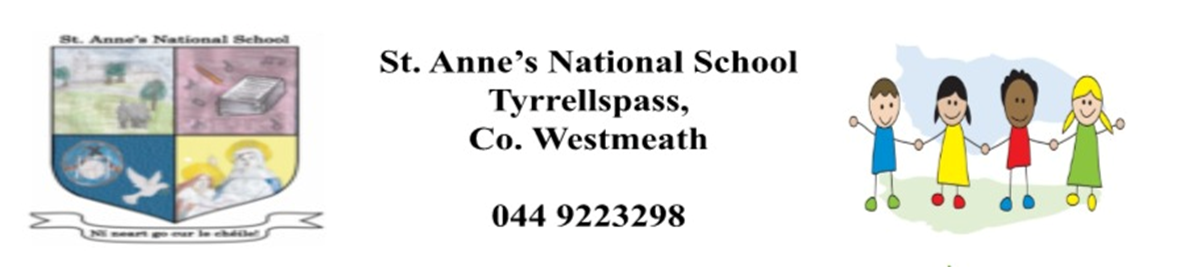 St. Anne's National School
St. Anne’s National School
Tyrrellspass,
Co. Westmeath
044 9223298
Ní neart go cur le chéile!